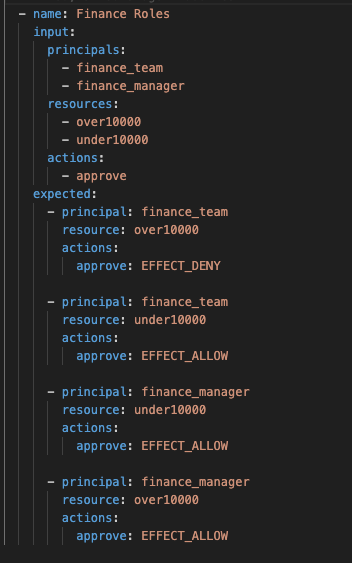 - name: Finance Roles
input:
principals:
- finance_team
- finance_manager
resources:
- over10000
- under10000
actions:
- approve
expected:
- principal: finance_team
resource: over10000
actions:
approve: EFFECT_DENY
- principal: finance_team
resource: under10000
actions:
approve: EFFECT_ALLOW
- principal: finance_manager
resource: under10000
actions:
approve: EFFECT_ALLOW
- principal: finance_manager
resource: over10000
actions:
approve: EFFECT_ALLOW